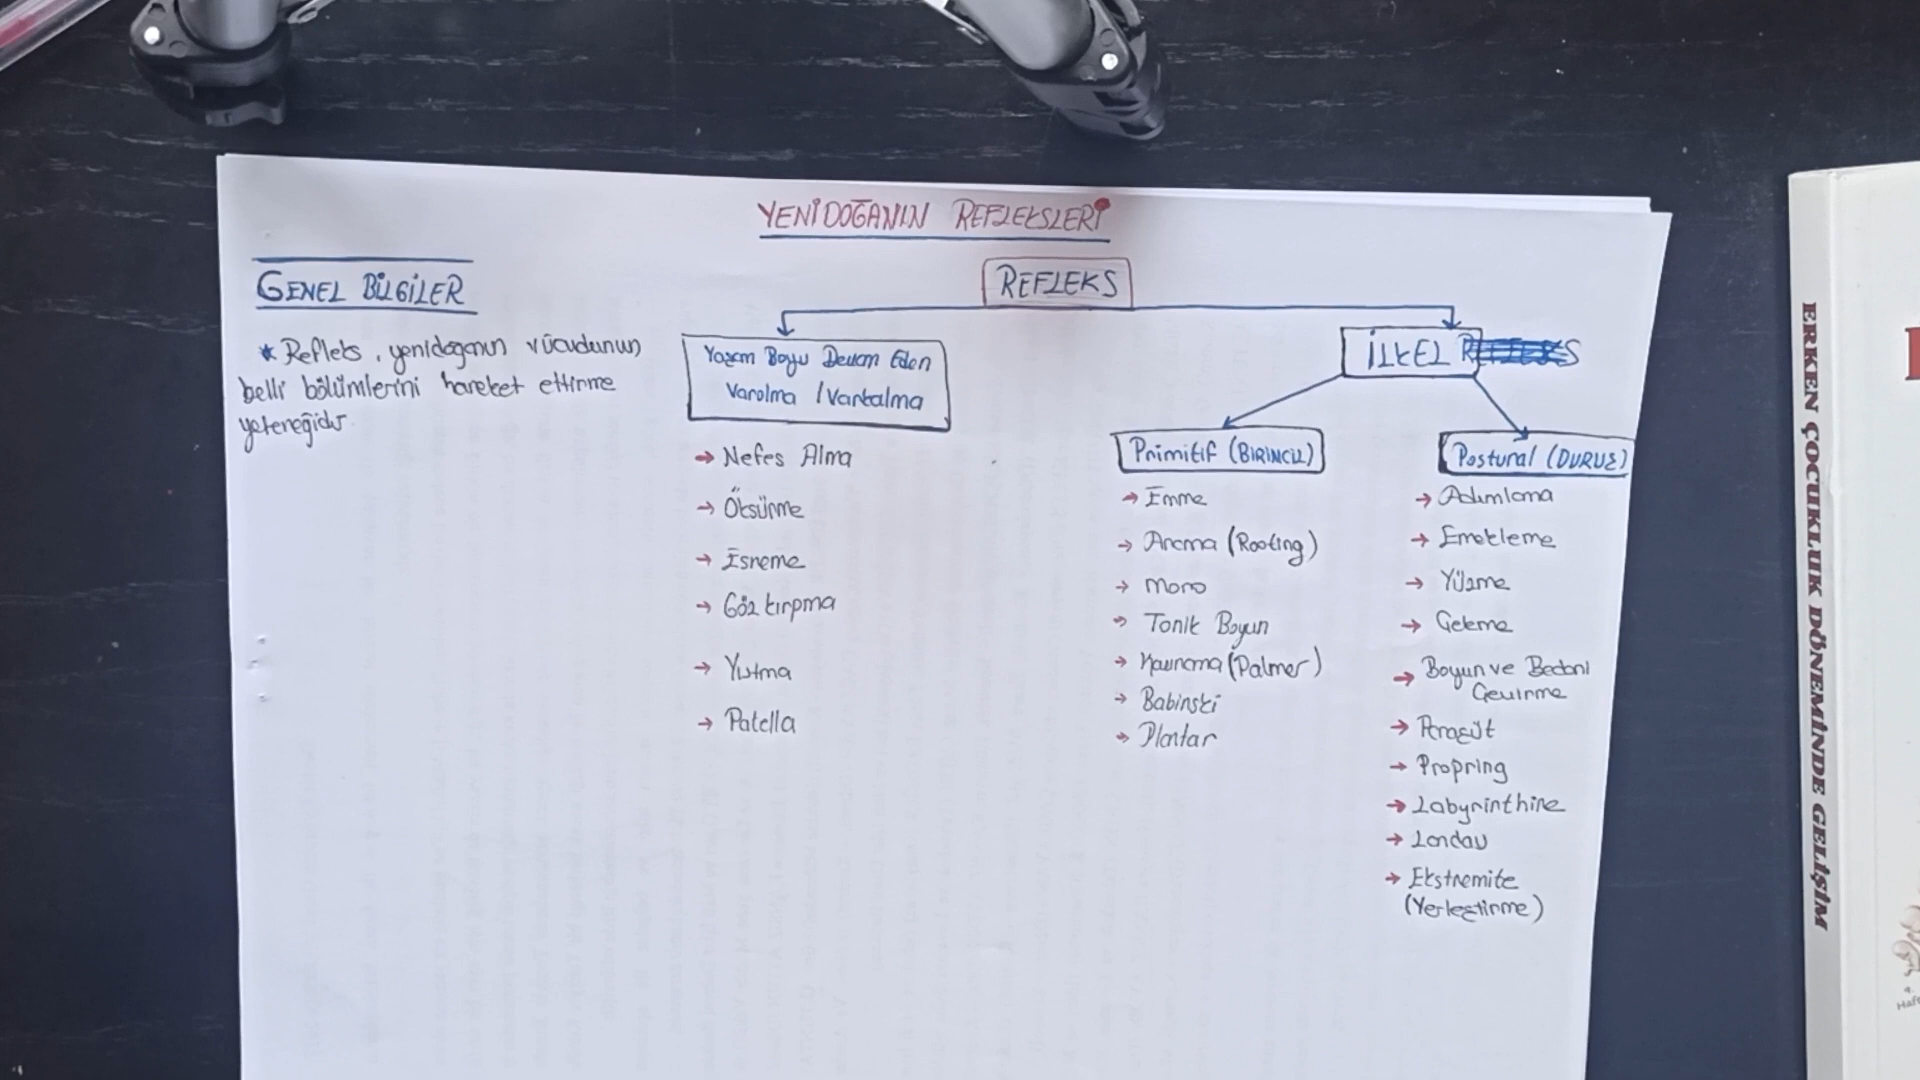 YENİDOĞANIN REFLEKSLERİ
GENEL BİLGİLER
* Refleks, yenidoğanın vücudunun
belli bölümlerini hareket ettirme
yeteneğidir.
REFLEKS
Yaşam Boyu Devam Eden
Varolma / Varkalma
→ Nefes Alma
→ Öksürme
→ Esneme
→ Göz kırpma
→ Yutma
→ Patella
İLKEL
Primitif (BİRİNCİL)
→ Emme
→ Arama (Rooting)
→ Moro
→ Tonik Boyun
→ Kavrama (Palmer)
→ Babinski
→ Plantar
Postural (DURUŞ)
→ Adımlama
→ Emekleme
→ Yüzme
→ Çekme
→ Boyun ve Bedeni
Çevirme
→ Paraşüt
→ Propring
→ Labyrinthine
→ Landau
→ Ekstremite
(Yerleştirme)
ERKEN ÇOCUKLUK DÖNEMİNDE GELİŞİM